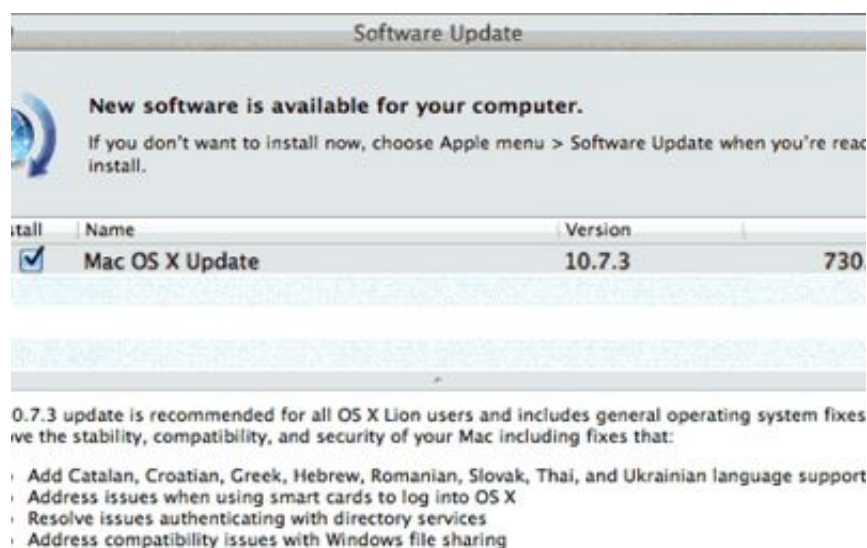 Software Update
New software is available for your computer.
If you don't want to install now, choose Apple menu > Software Update when you're
install.
Name Version
Mac OS X Update 10.7.3 730.
0.7.3 update is recommended for all OS X Lion users and includes general operating system fixes
the stability, compatibility, and security of your Mac including fixes that:
Add Catalan, Croatian, Greek, Hebrew, Romanian, Slovak, Thai, and Ukrainian language support
Address issues when using smart cards to log into OS X
Resolve issues authenticating with directory services
Address compatibility issues with Windows file sharing